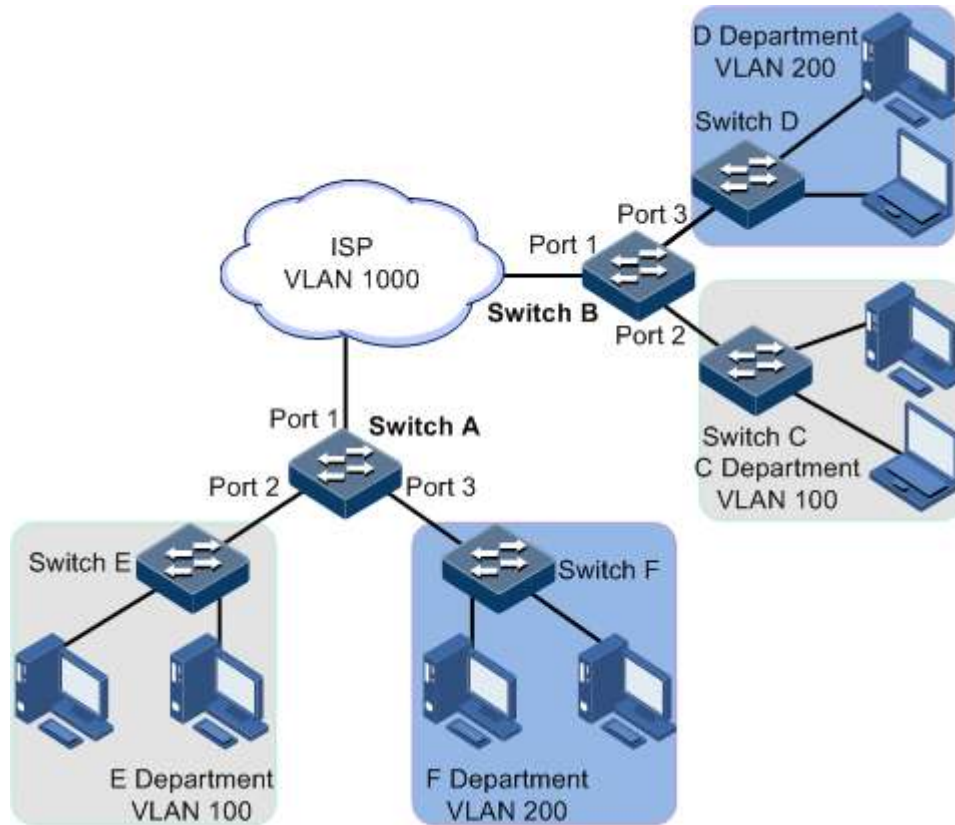 D Department
VLAN 200
Switch D
Port 3
Port 1
ISP
VLAN 1000
Switch B
Port 2
Switch C
C Department
VLAN 100
Port 1
Switch A
Port 2
Port 3
Switch E
Switch F
E Department
VLAN 100
F Department
VLAN 200